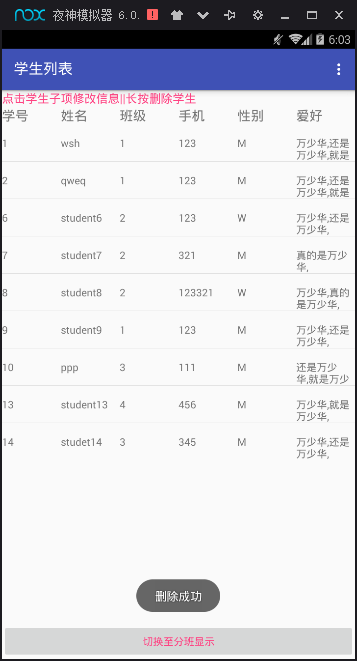 nox 夜神模拟器 6.0.
6:03
学生列表
点击学生子项修改信息||长按删除学生
学号 姓名 班级 手机 性别 爱好
1 wsh 1 123 M 万少华,还是
万少华,就是
2 qweq 1 123 M 万少华,还是
万少华,就是
6 student6 2 123 W 万少华,还是
万少华,
7 student7 2 321 M 真的是万少
华,
8 student8 2 123321 W 万少华,真的
是万少华,
9 student9 1 123 M 万少华,还是
万少华,
10 ppp 3 111 M 还是万少
华,就是万少
13 student13 4 456 M 万少华,就是
万少华,
14 studet14 3 345 M 万少华,还是
万少华,
删除成功
切换至分班显示